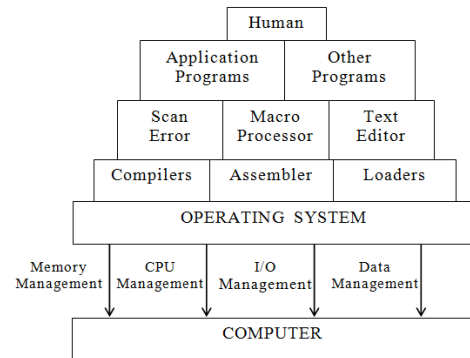 Human
Application
Programs
Other
Programs
Scan
Error
Macro
Processor
Text
Editor
Compilers
Assembler
Loaders
OPERATING SYSTEM
Memory
Management
CPU
Management
I/O
Management
Data
Management
COMPUTER